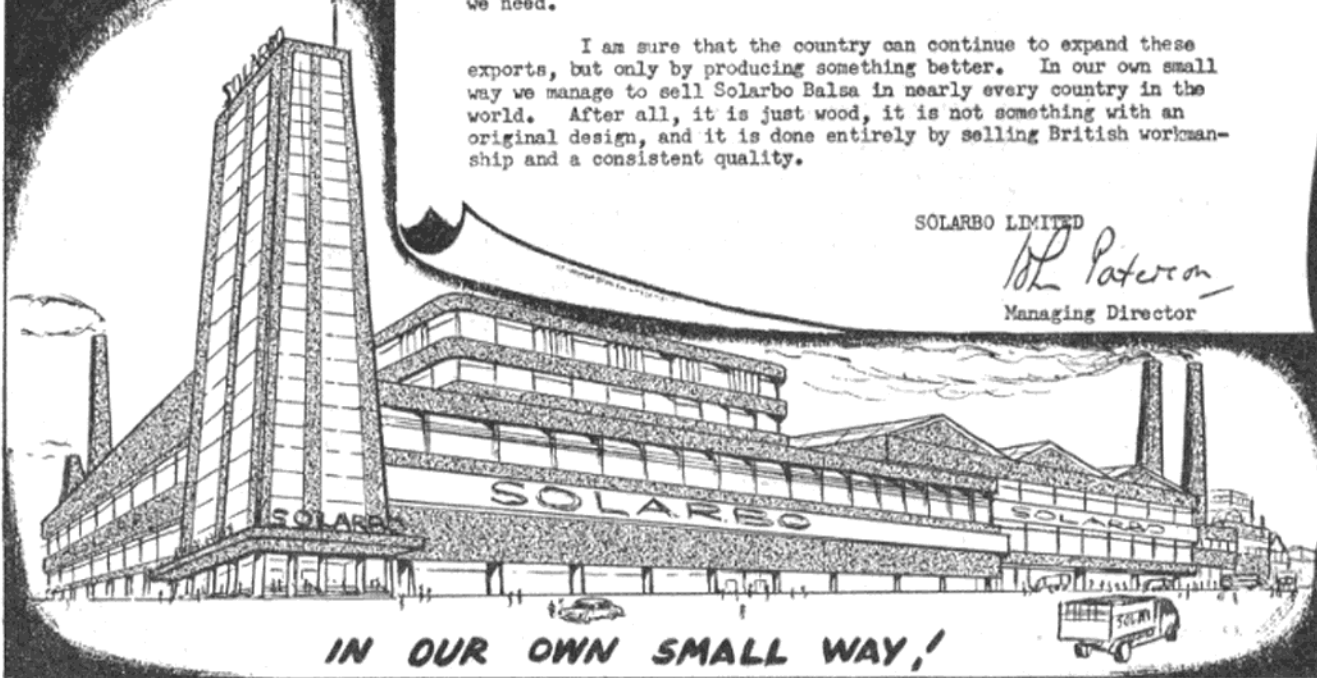 we need.
I am sure that the country can continue to expand these
exports, but only by producing something better. In our own small
way we manage to sell Solarbo Balsa in nearly every country in the
world. After all, it is just wood, it is not something with an
original design, and it is done entirely by selling British workman-
ship and a consistent quality.
SOLARBO LIMITED
Paterson
Managing Director
SOLARBO
SOLARBO
SOLARBO
SOLARBO
IN OUR OWN SMALL WAY!